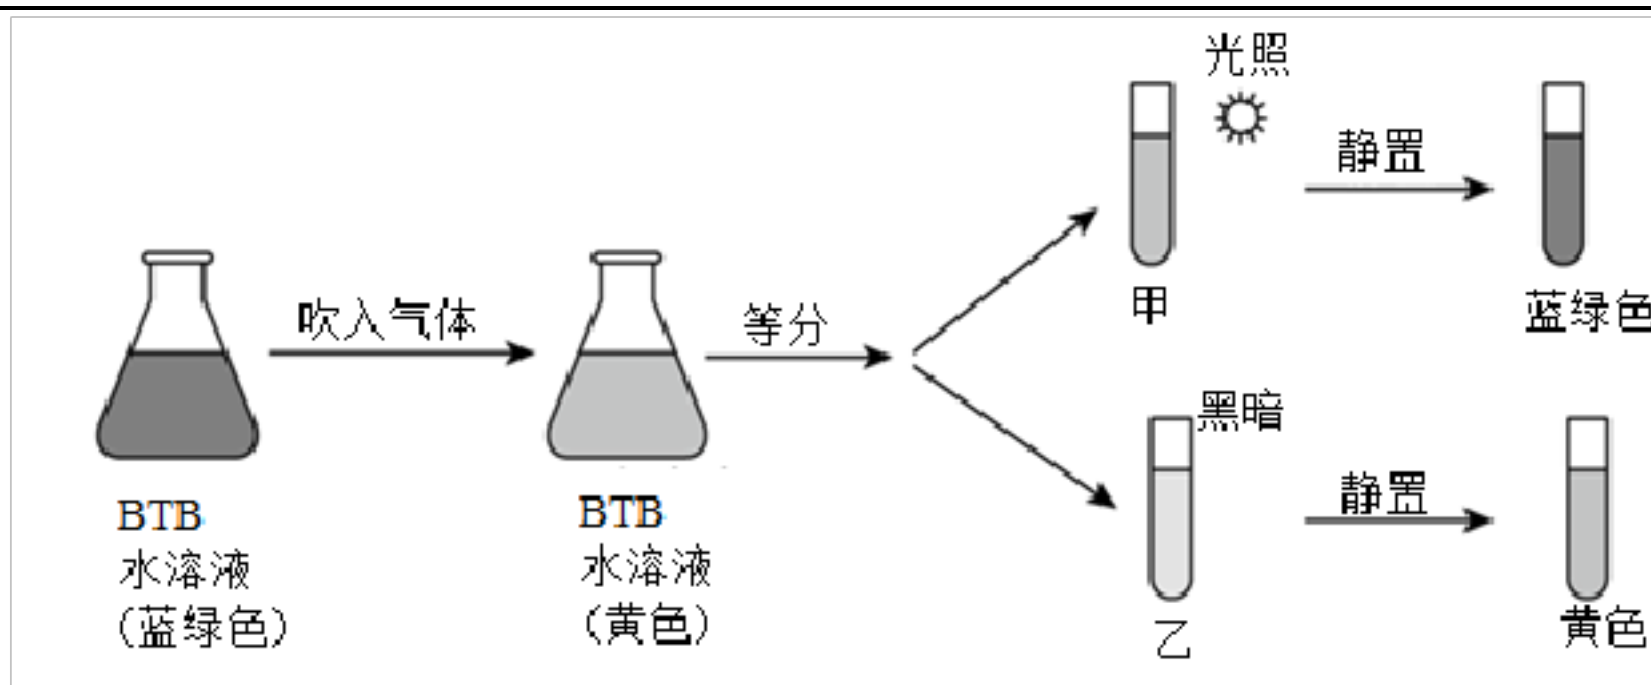 光照
静置
甲
蓝绿色
吹入气体
等分
黑暗
静置
乙
黄色
BTB
水溶液
(蓝绿色)
BTB
水溶液
(黄色)